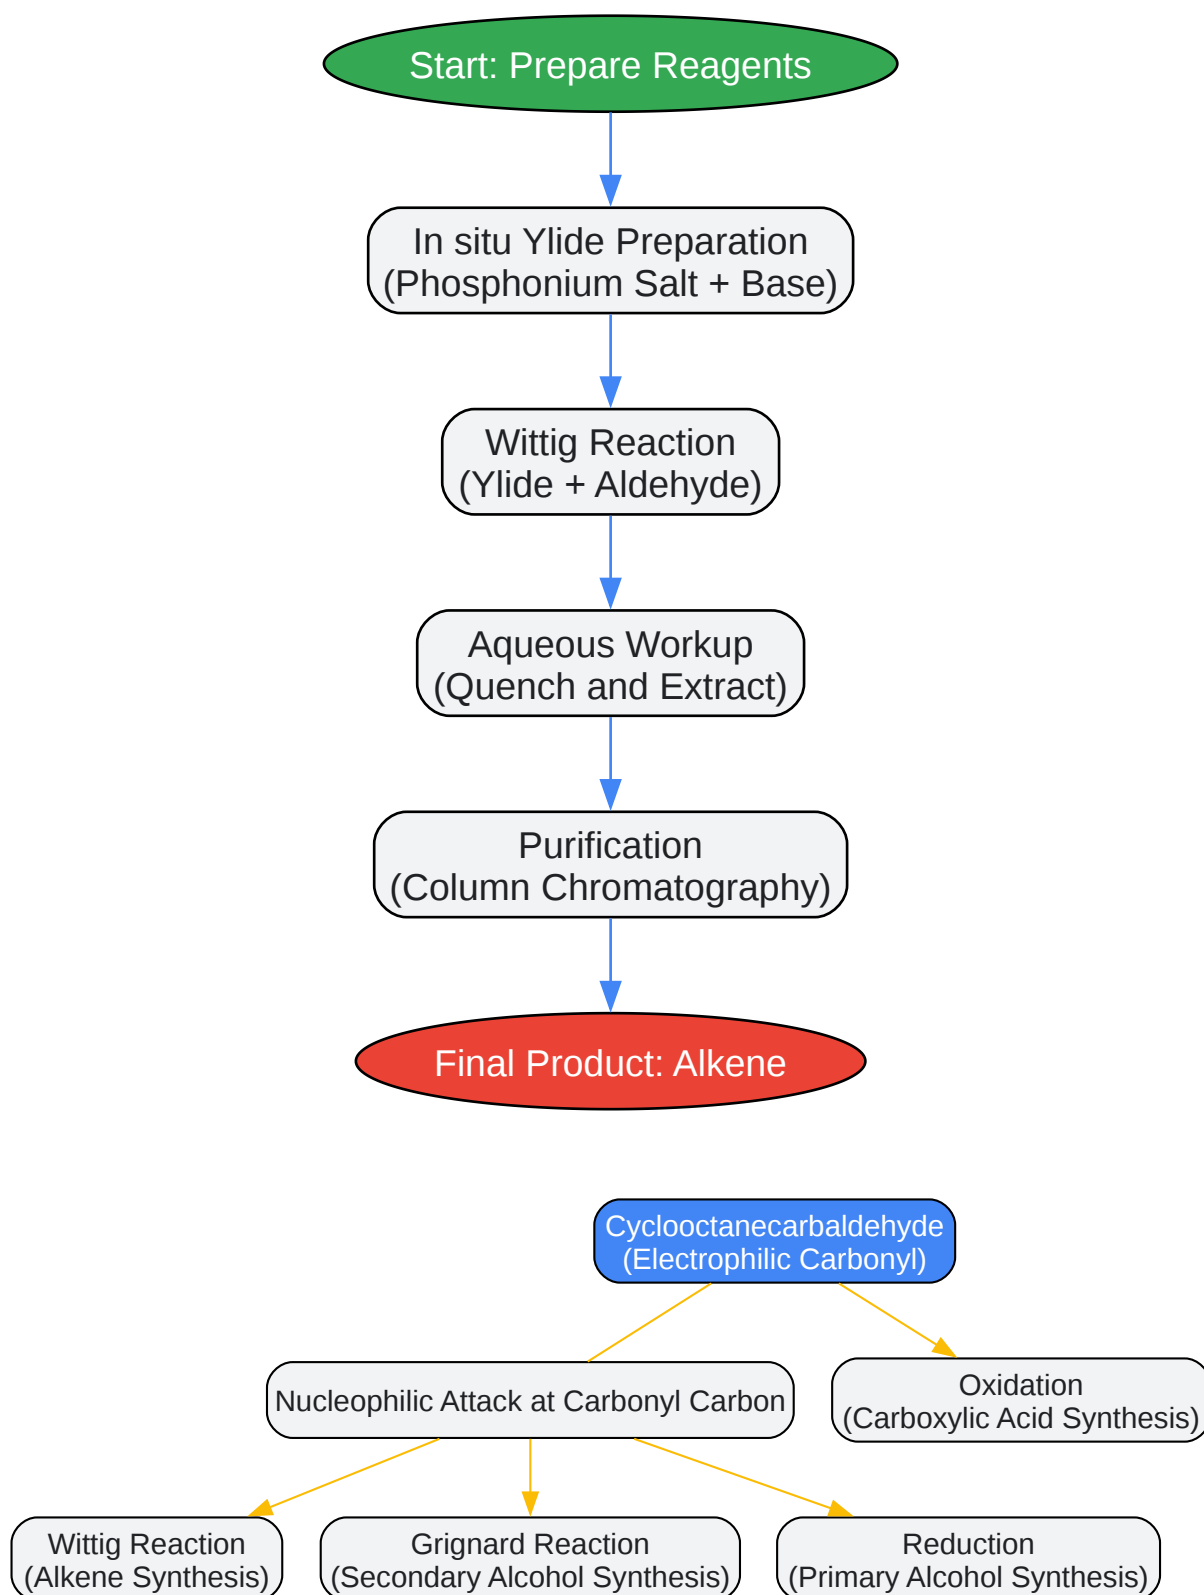 Start: Prepare Reagents
In situ Ylide Preparation
(Phosphonium Salt + Base)
Wittig Reaction
(Ylide + Aldehyde)
Aqueous Workup
(Quench and Extract)
Purification
(Column Chromatography)
Final Product: Alkene
Cyclooctanecarbaldehyde
(Electrophilic Carbonyl)
Nucleophilic Attack at Carbonyl Carbon
Oxidation
(Carboxylic Acid Synthesis)
Wittig Reaction
(Alkene Synthesis)
Grignard Reaction
(Secondary Alcohol Synthesis)
Reduction
(Primary Alcohol Synthesis)